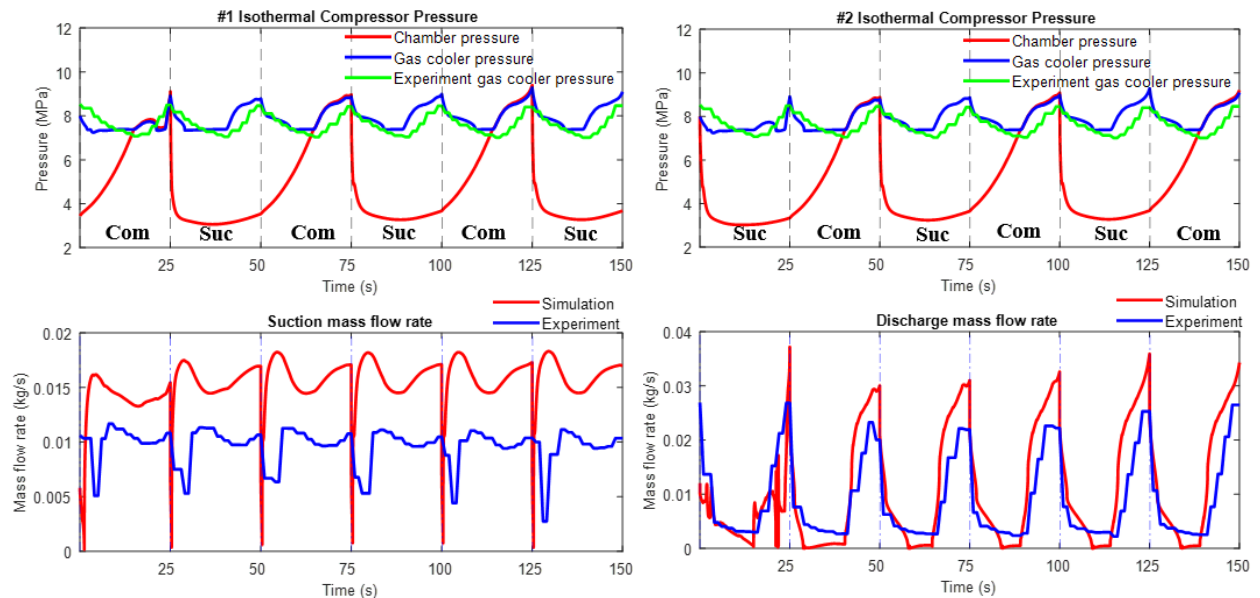 #1 Isothermal Compressor Pressure
12
10
8
6
4
2
Pressure (MPa)
Chamber pressure
Gas cooler pressure
Experiment gas cooler pressure
Com Suc Com Suc Com Suc
25 50 75 100 125 150
Time (s)
#2 Isothermal Compressor Pressure
12
10
8
6
4
2
Pressure (MPa)
Chamber pressure
Gas cooler pressure
Experiment gas cooler pressure
Suc Com Suc Com Suc Com
25 50 75 100 125 150
Time (s)
Suction mass flow rate
Simulation
Experiment
0.02
0.015
0.01
0.005
0
Mass flow rate (kg/s)
25 50 75 100 125 150
Time (s)
Discharge mass flow rate
Simulation
Experiment
0.04
0.03
0.02
0.01
0
Mass flow rate (kg/s)
25 50 75 100 125 150
Time (s)